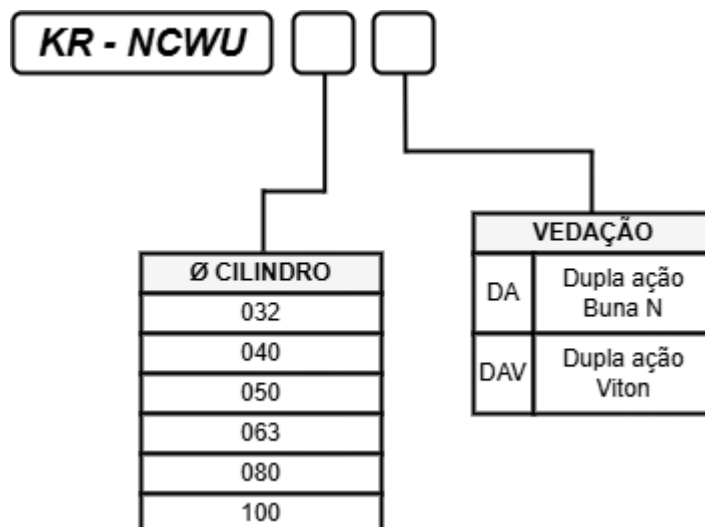 KR - NCWU
Ø CILINDRO
032
040
050
063
080
100
VEDAÇÃO
DA
Dupla ação
Buna N
DAV
Dupla ação
Viton